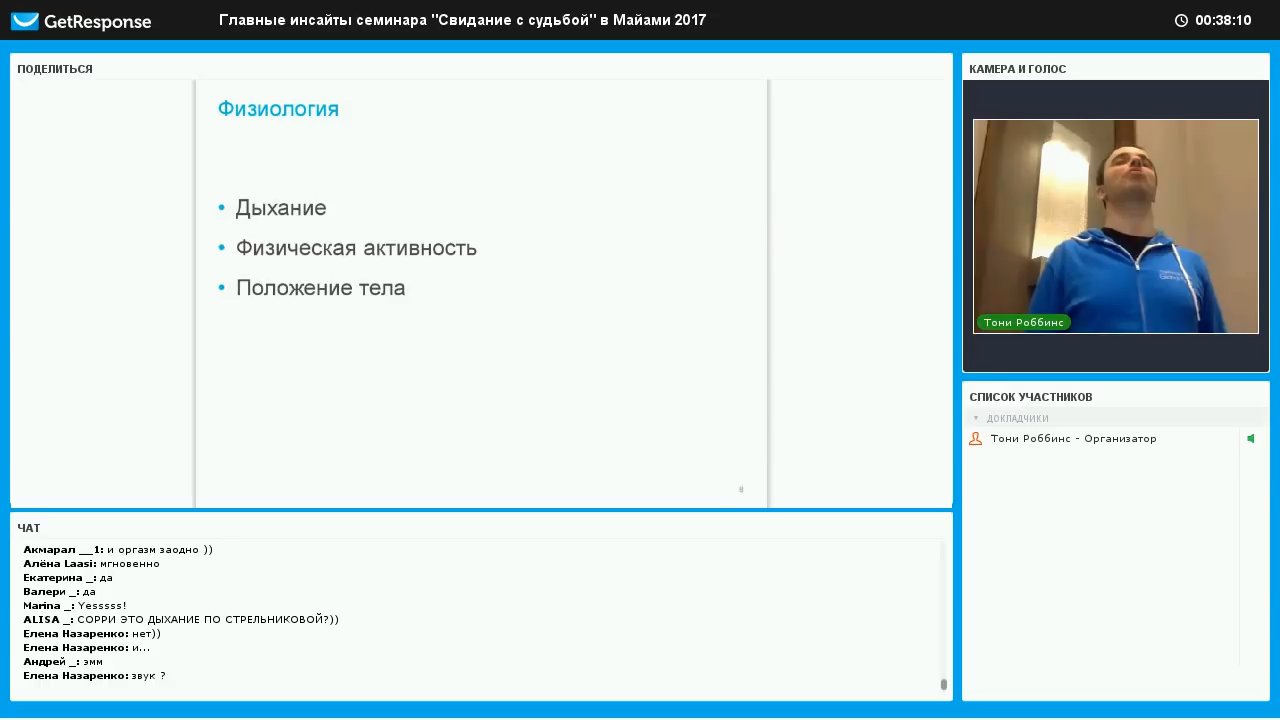 GetResponse
Главные инсайты семинара "Свидание с судьбой" в Майами 2017
00:38:10
ПОДЕЛИТЬСЯ
Физиология
• Дыхание
• Физическая активность
• Положение тела
КАМЕРА И ГОЛОС
Тони Роббинс
СПИСОК УЧАСТНИКОВ
ДОКЛАДЧИКИ
Тони Роббинс - Организатор
ЧАТ
Акмарал __1: и оргазм заодно ))
Алёна Laasi: мгновенно
Екатерина _: да
Валери _: да
Marina _: Yesssss!
ALISA _: СОРРИ ЭТО ДЫХАНИЕ ПО СТРЕЛЬНИКОВОЙ?))
Елена Назаренко: нет))
Елена Назаренко: и...
Андрей _: эмм
Елена Назаренко: звук ?